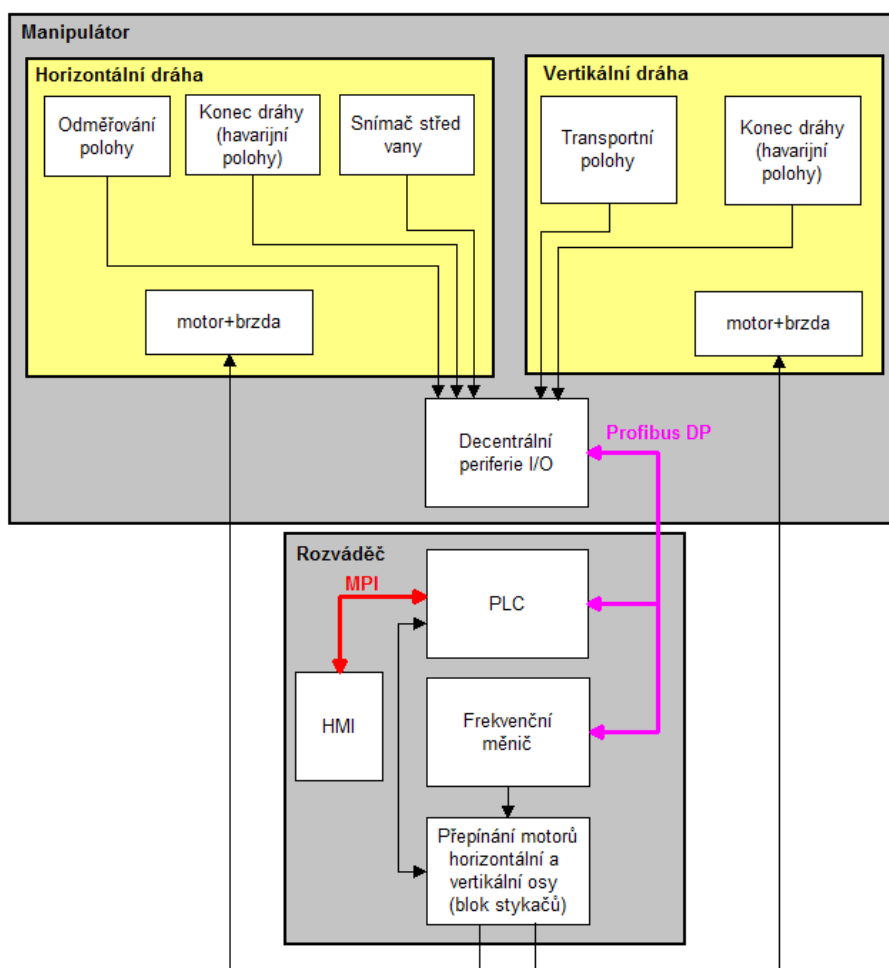 Manipulátor
Horizontální dráha
Odměřování
polohy
Konec dráhy
(havarijní
polohy)
Snímač střed
vany
motor+brzda
Vertikální dráha
Transportní
polohy
Konec dráhy
(havarijní
polohy)
motor+brzda
Decentrální
periferie I/O
Profibus DP
Rozváděč
MPI
PLC
HMI
Frekvenční
měnič
Přepínání motorů
horizontální a
vertikální osy
(blok stykačů)